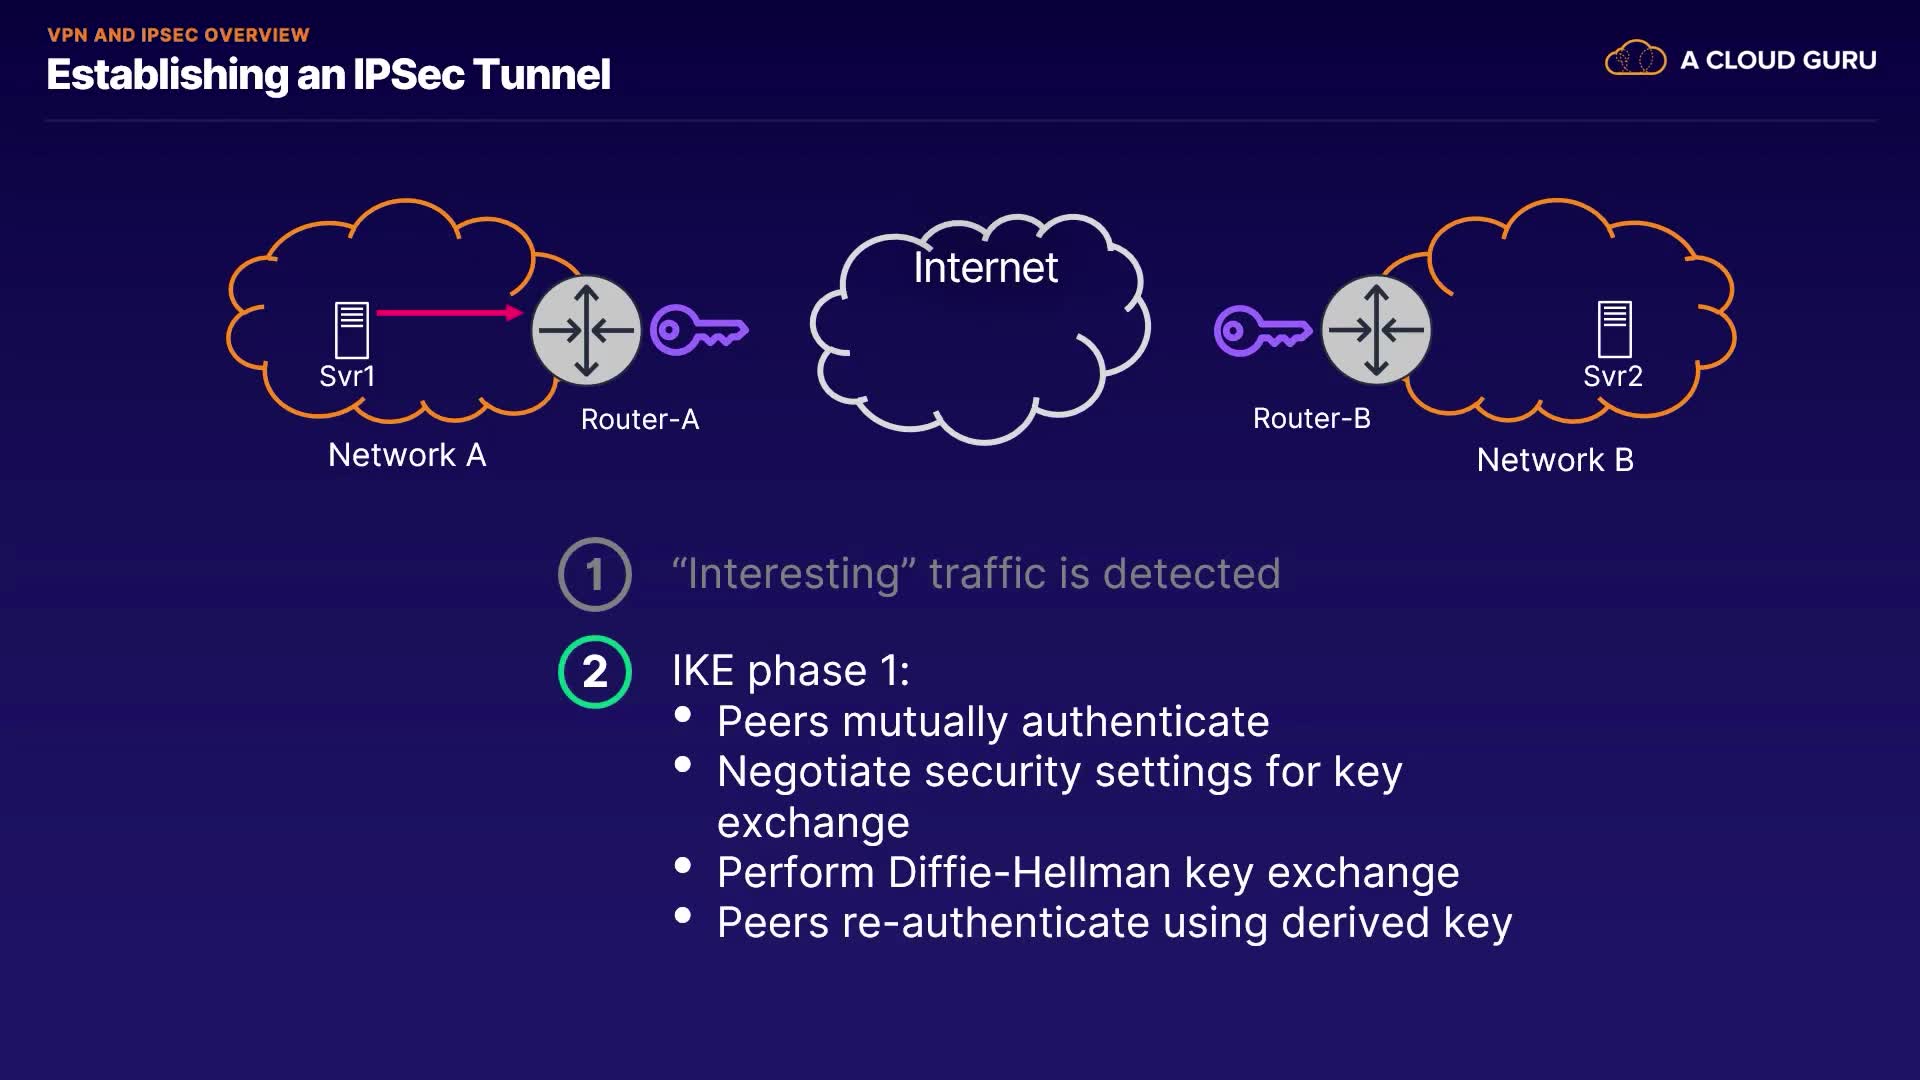 VPN AND IPSEC OVERVIEW
Establishing an IPSec Tunnel
A CLOUD GURU
Internet
Svr1
Svr2
Router-A
Router-B
Network A
Network B
1 “Interesting” traffic is detected
2 IKE phase 1:
• Peers mutually authenticate
• Negotiate security settings for key
exchange
• Perform Diffie-Hellman key exchange
• Peers re-authenticate using derived key